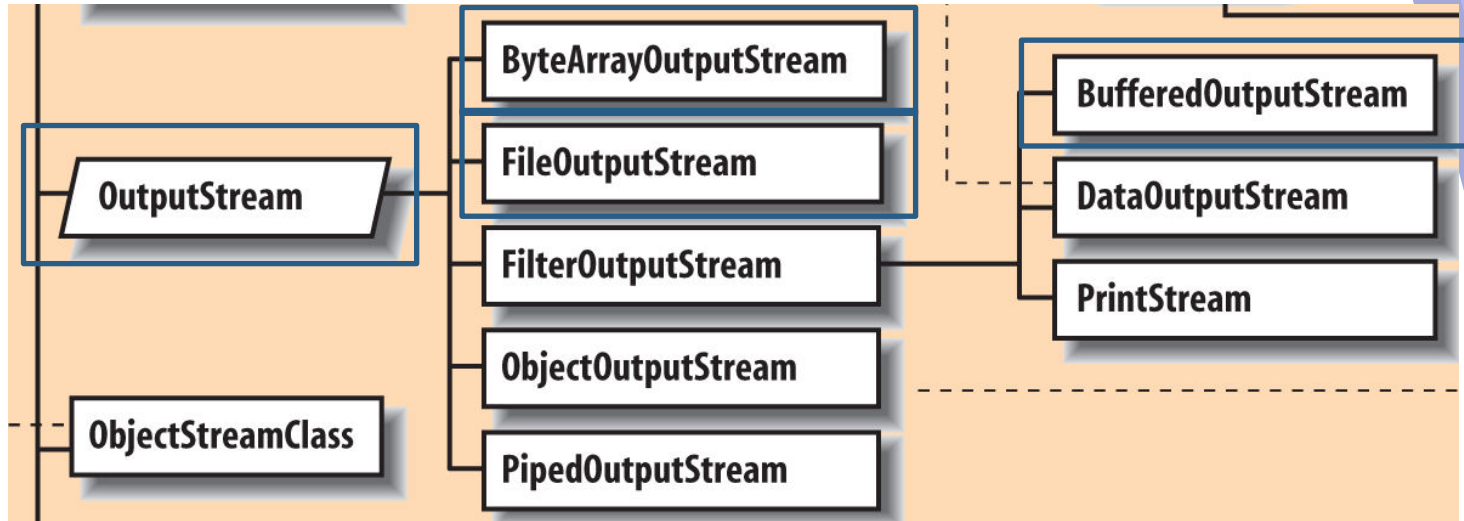 OutputStream
ObjectStreamClass
ByteArrayOutputStream
FileOutputStream
FilterOutputStream
ObjectOutputStream
PipedOutputStream
BufferedOutputStream
DataOutputStream
PrintStream